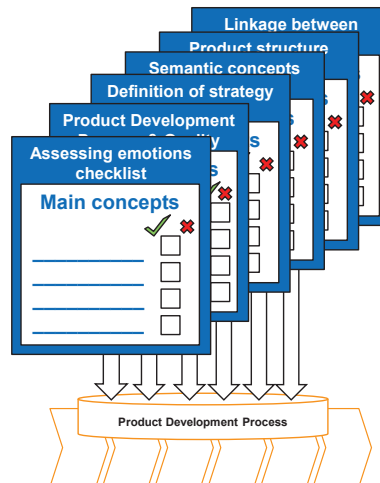 Linkage between
Product structure
Semantic concepts
Definition of strategy
Product Development
Assessing emotions
checklist
Main concepts
Product Development Process